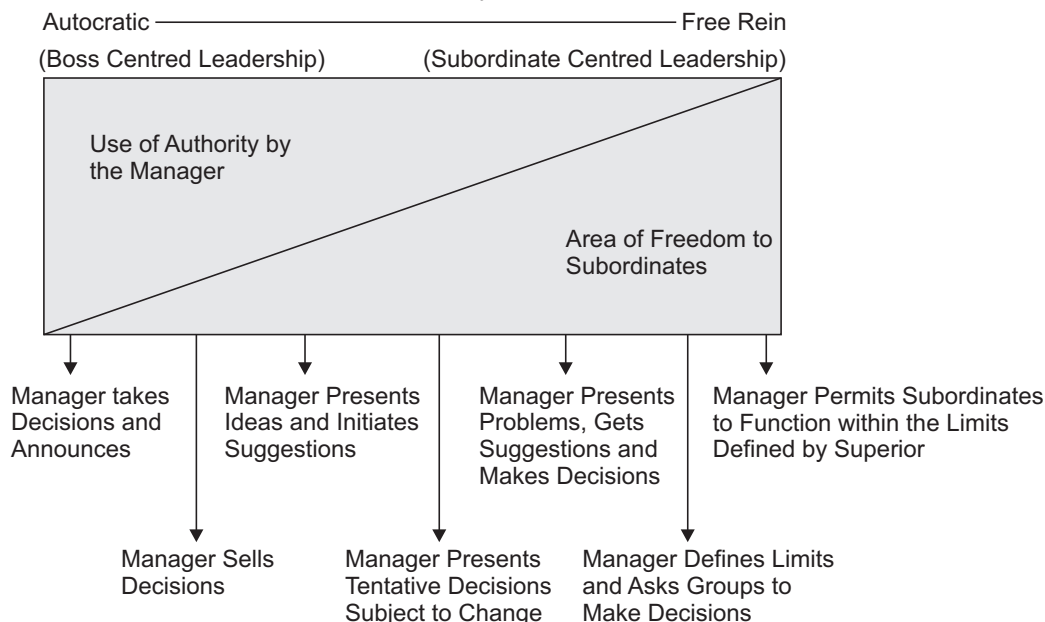 Autocratic
Free Rein
(Boss Centred Leadership)
(Subordinate Centred Leadership)
Use of Authority by
the Manager
Area of Freedom to
Subordinates
Manager takes
Decisions and
Announces
Manager Sells
Decisions
Manager Presents
Ideas and Initiates
Suggestions
Manager Presents
Tentative Decisions
Subject to Change
Manager Presents
Problems, Gets
Suggestions and
Makes Decisions
Manager Defines Limits
and Asks Groups to
Make Decisions
Manager Permits Subordinates
to Function within the Limits
Defined by Superior